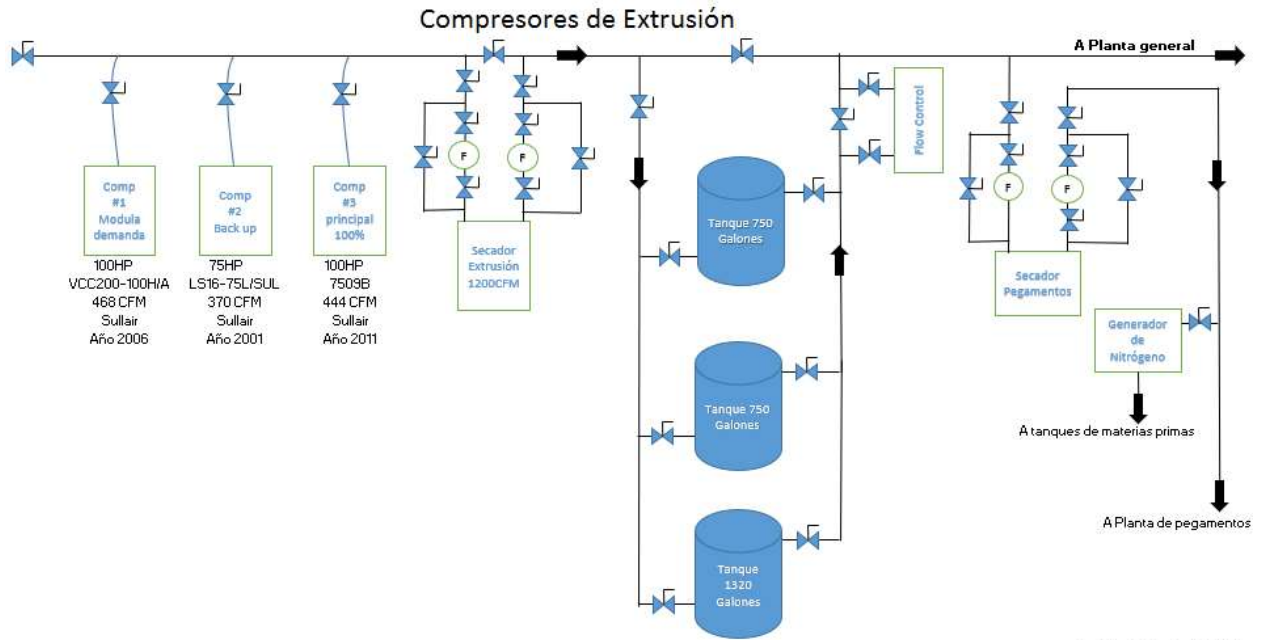 Compresores de Extrusión
A Planta general
Comp
#1
Modula
demanda
100HP
VCC200-100H/A
468 CFM
Sullair
Año 2006
Comp
#2
Back up
75HP
LS16-75L/SUL
370 CFM
Sullair
Año 2001
Comp
#3
principal
100%
100HP
7509B
444 CFM
Sullair
Año 2011
F
F
Secador
Extrusión
1200CFM
Tanque 750
Galones
Tanque 750
Galones
Tanque
1320
Galones
Flow Control
F
F
Secador
Pegamentos
Generador
de
Nitrógeno
A tanques de materias primas
A Planta de pegamentos